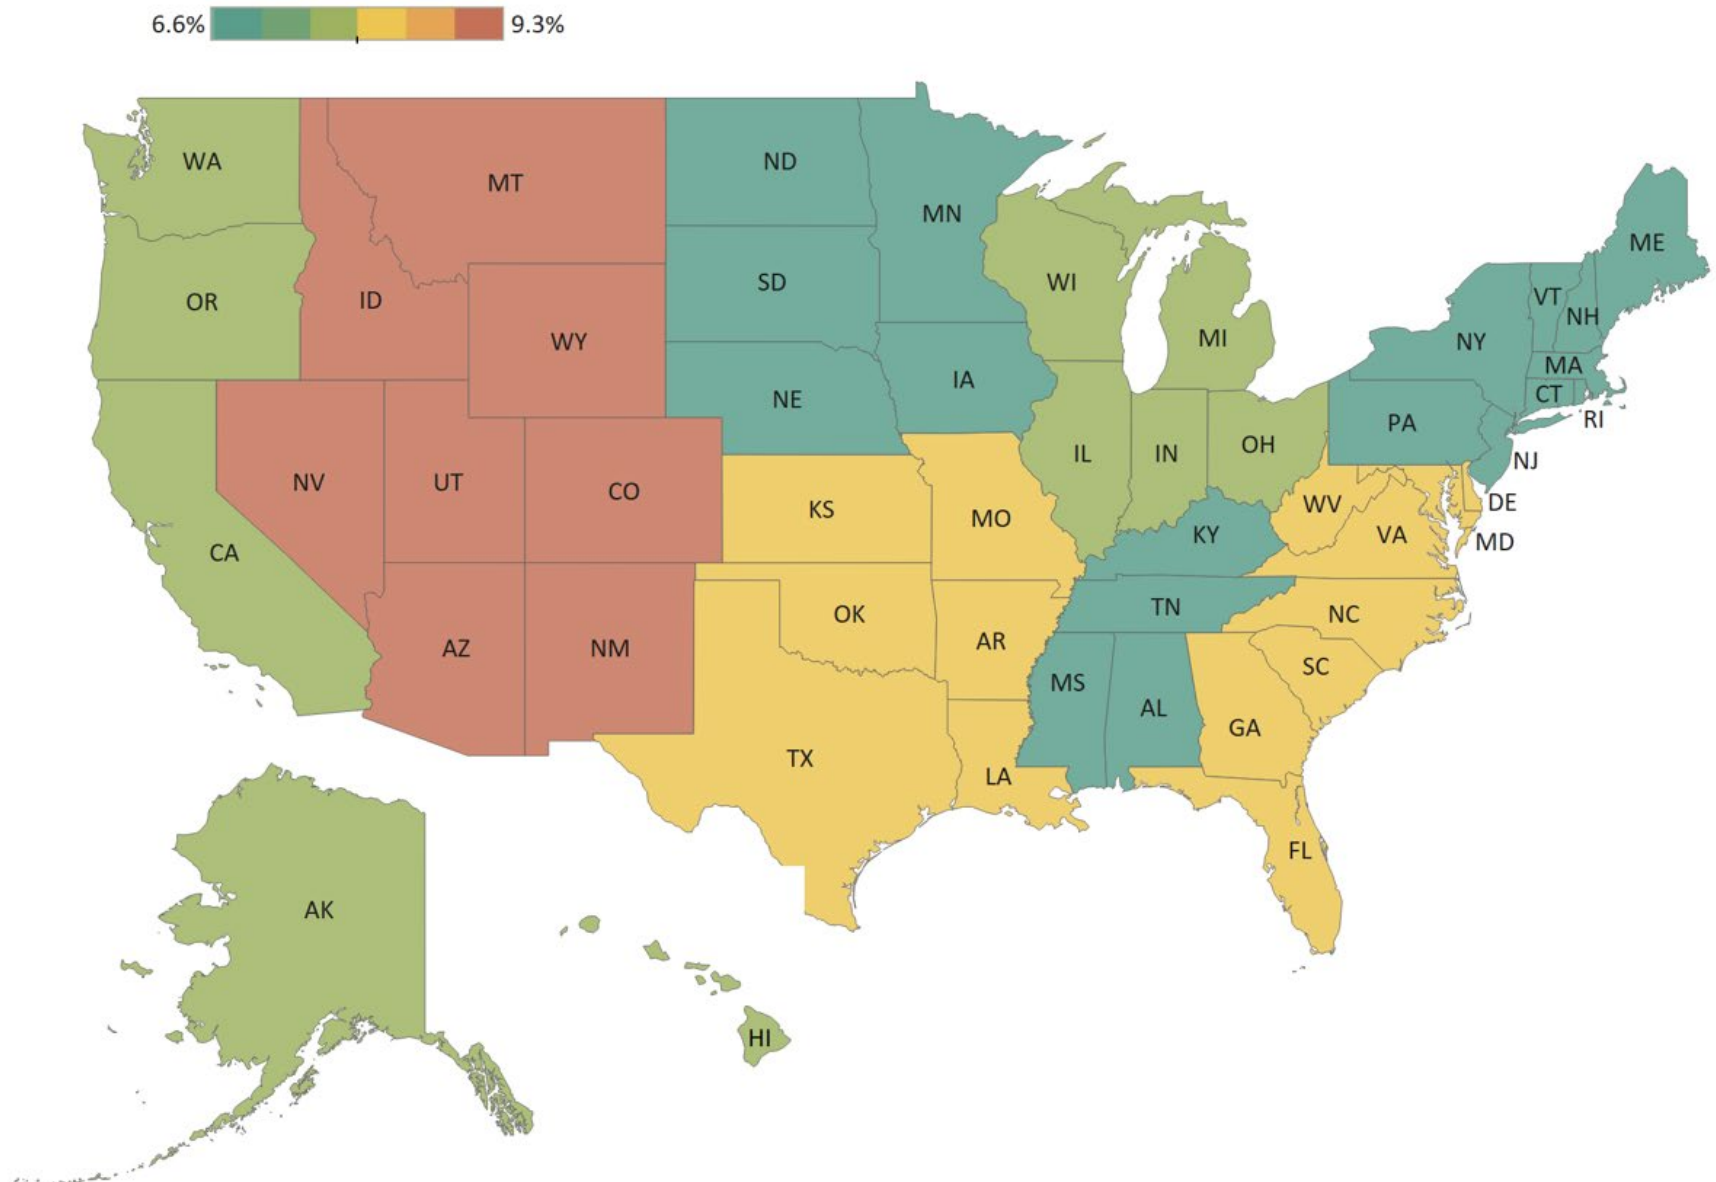 6.6% 9.3%
WA
MT
ND
MN
ME
OR
ID
SD
WI
VT
NH
WY
MI
NY
MA
NE
IA
CT
RI
NV
UT
CO
PA
IL
IN
OH
NJ
KS
MO
WV
DE
CA
KY
VA
MD
OK
TN
NC
AZ
NM
AR
SC
MS
AL
GA
TX
LA
FL
AK
HI